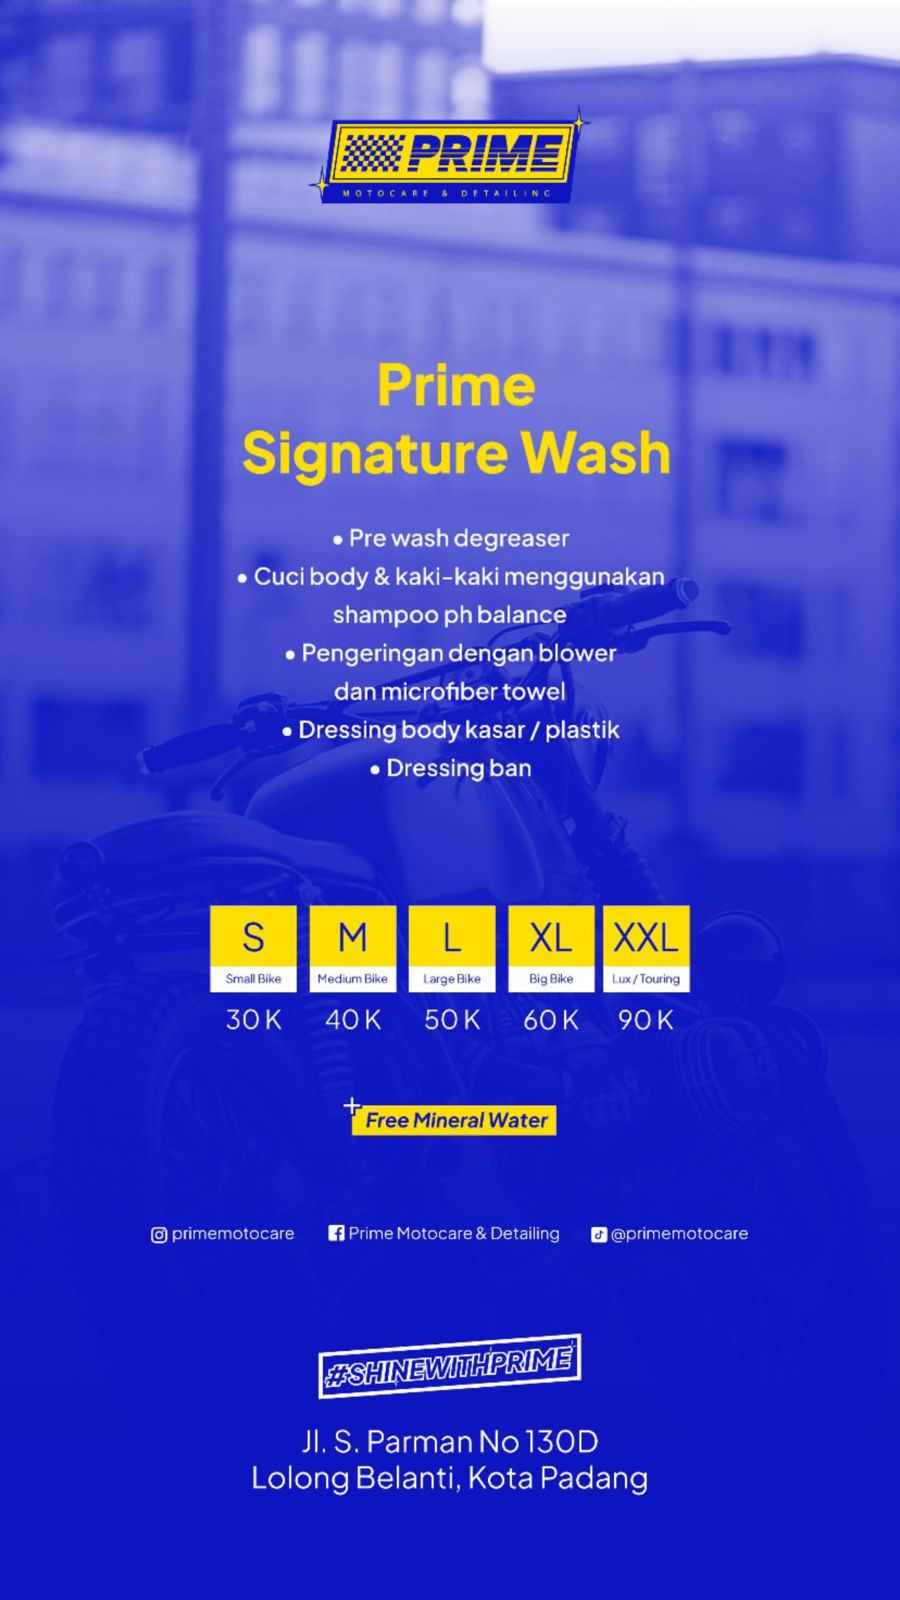 PRIME
MOTOCARE & DETAILING
Prime
Signature Wash
• Pre wash degreaser
• Cuci body & kaki-kaki menggunakan
shampoo ph balance
• Pengeringan dengan blower
dan microfiber towel
• Dressing body kasar / plastik
• Dressing ban
S M L XL XXL
Small Bike Medium Bike Large Bike Big Bike Lux / Touring
30 K 40 K 50 K 60 K 90 K
+ Free Mineral Water
primemotocare Prime Motocare & Detailing @primemotocare
#SHINEWITHPRIME
Jl. S. Parman No 130D
Lolong Belanti, Kota Padang